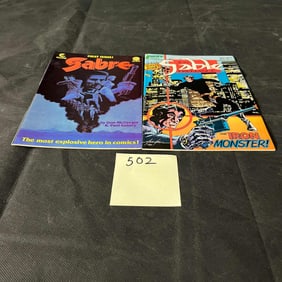 FIRST ISSUE!
Sabre
The most explosive hero in comics!
Sable
IRON
MONSTER!
502